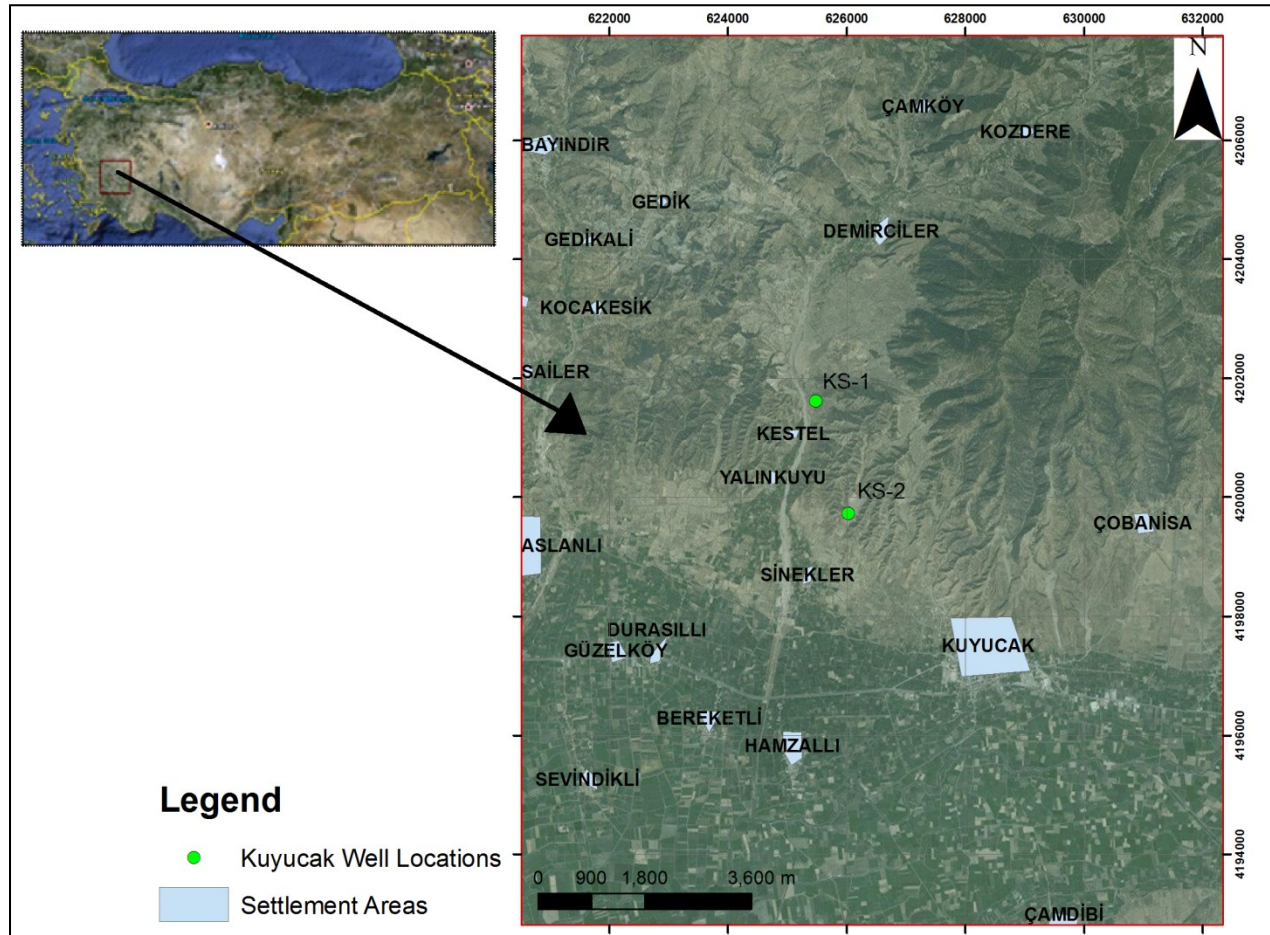 622000
624000
626000
628000
630000
632000
N
ÇAMKÖY
KOZDERE
4206000
BAYINDIR
GEDİK
DEMİRCİLER
GEDİKALİ
4204000
KOCAKESİK
SAİLER
4202000
KS-1
KESTEL
YALINKUYU
KS-2
4200000
ÇOBANİSA
ASLANLI
SİNEKLER
4198000
DURASILLI
GÜZELKÖY
KUYUCAK
BEREKTLİ
HAMZALLI
4196000
SEVİNDİKLİ
4194000
ÇAMDİBİ
Legend
Kuyucak Well Locations
Settlement Areas
0 900 1,800 3,600 m